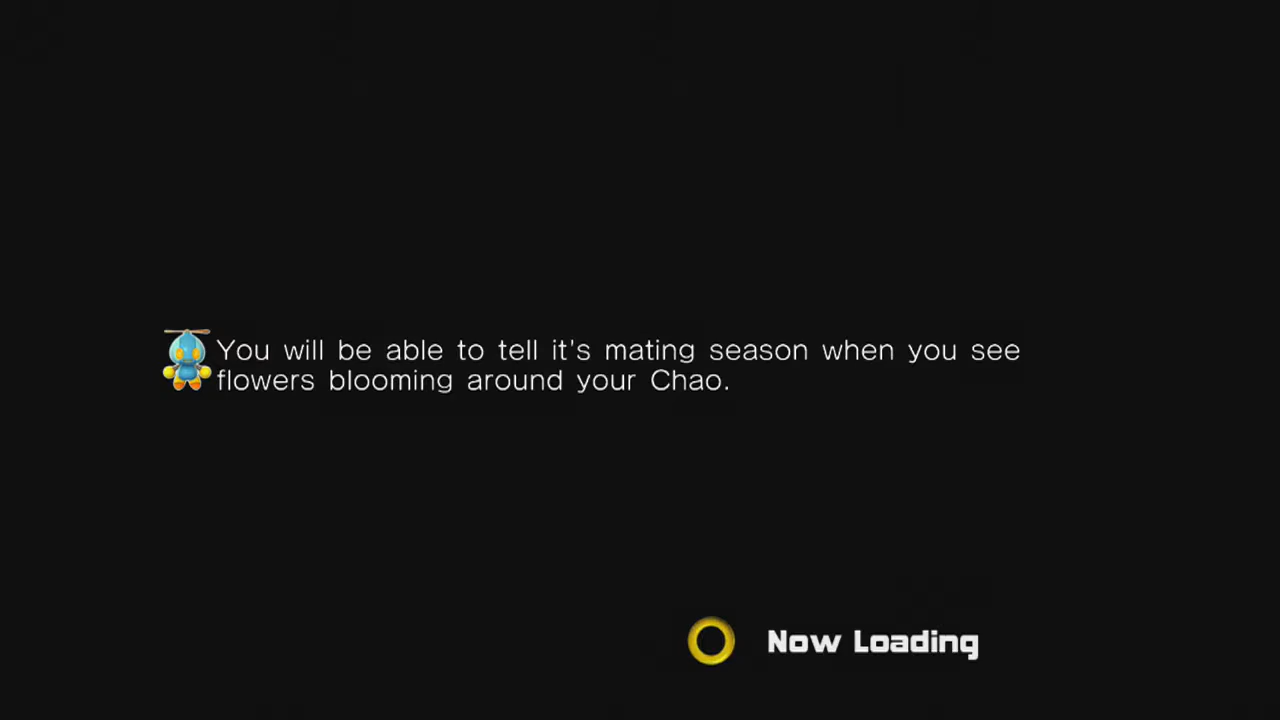 You will be able to tell it's mating season when you see
flowers blooming around your Chao.
Now Loading